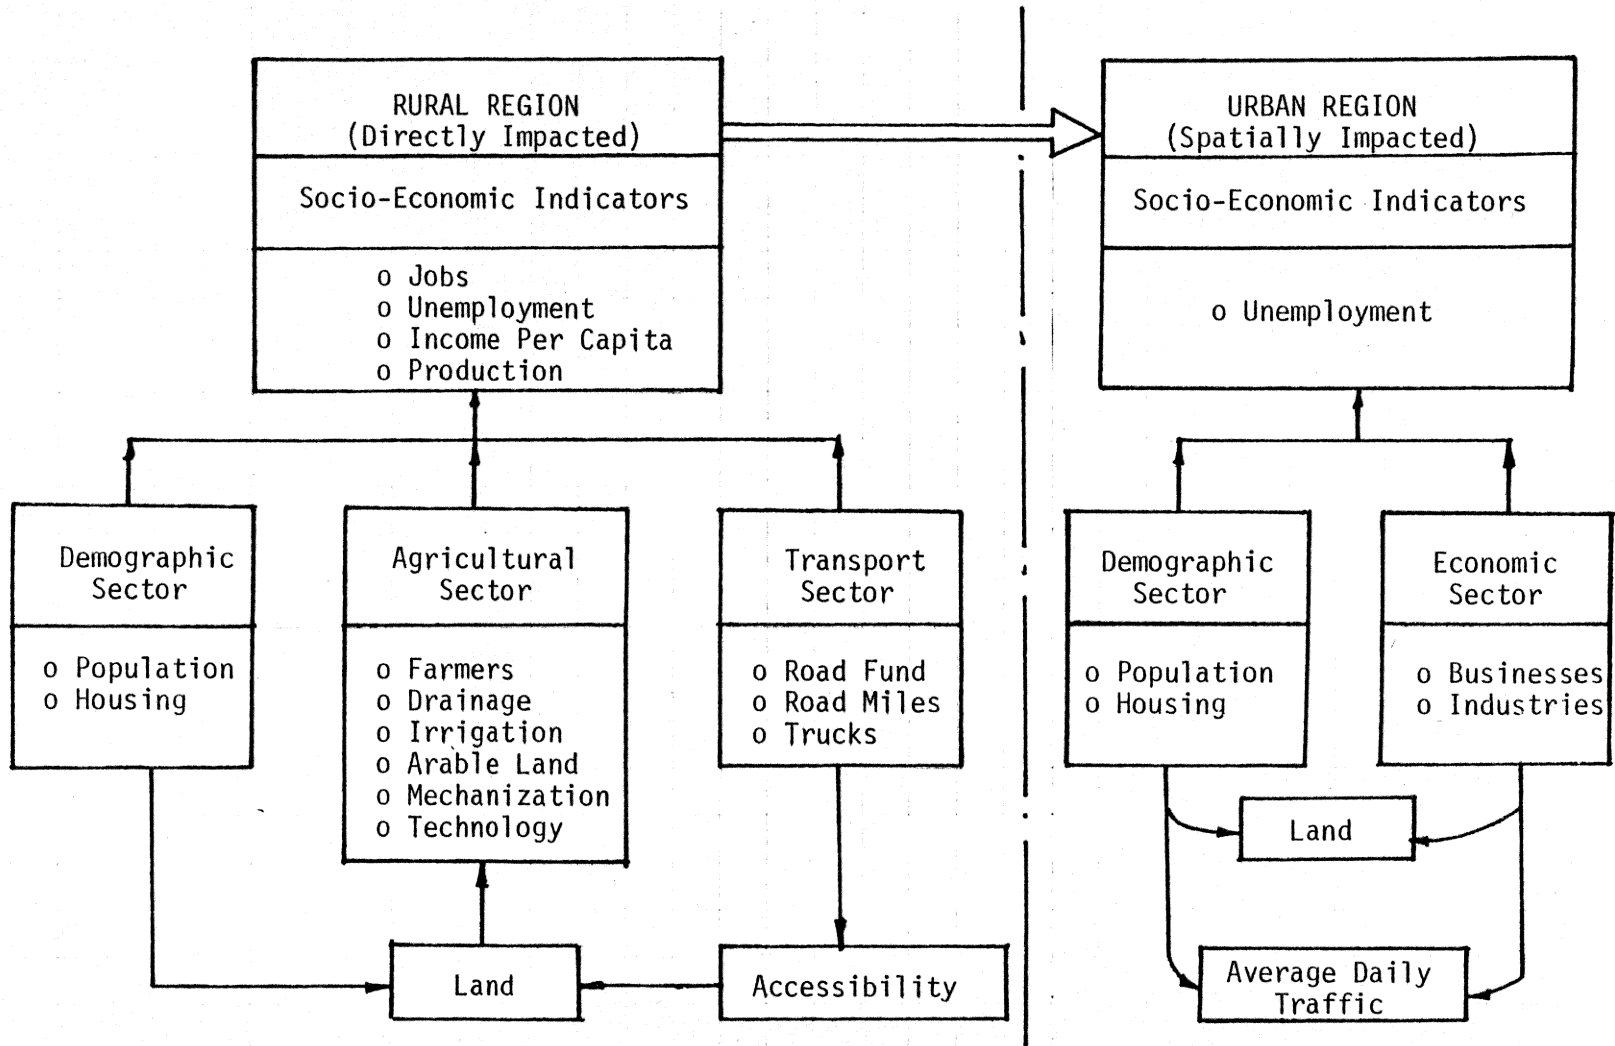 RURAL REGION
(Directly Impacted)
Socio-Economic Indicators
o Jobs
o Unemployment
o Income Per Capita
o Production
URBAN REGION
(Spatially Impacted)
Socio-Economic Indicators
o Unemployment
Demographic
Sector
o Population
o Housing
Agricultural
Sector
o Farmers
o Drainage
o Irrigation
o Arable Land
o Mechanization
o Technology
Transport
Sector
o Road Fund
o Road Miles
o Trucks
Land
Accessibility
Demographic
Sector
o Population
o Housing
Economic
Sector
o Businesses
o Industries
Land
Average Daily
Traffic